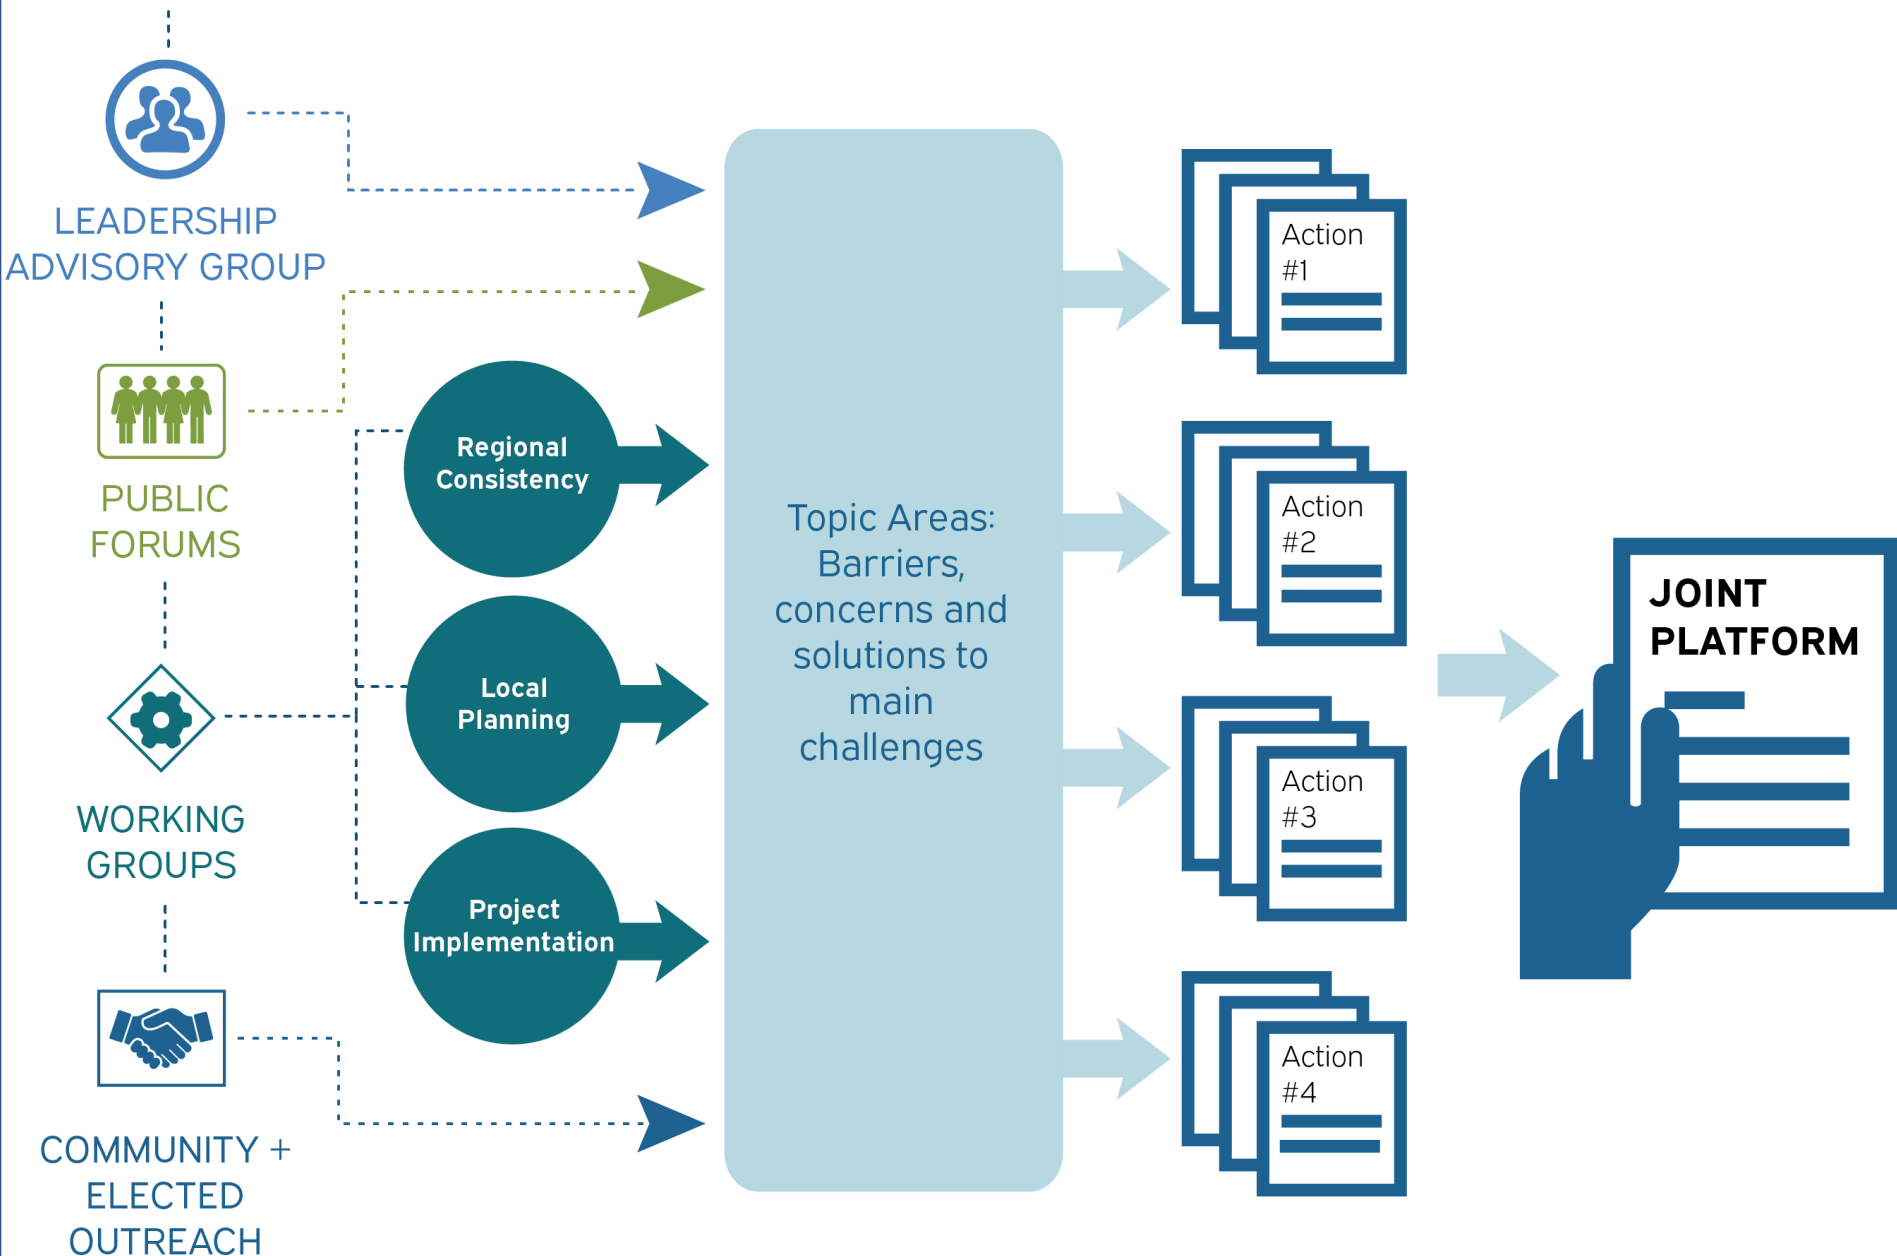 LEADERSHIP
ADVISORY GROUP
PUBLIC
FORUMS
WORKING
GROUPS
COMMUNITY +
ELECTED
OUTREACH
Regional
Consistency
Local
Planning
Project
Implementation
Topic Areas:
Barriers,
concerns and
solutions to
main
challenges
Action
#1
Action
#2
Action
#3
Action
#4
JOINT
PLATFORM